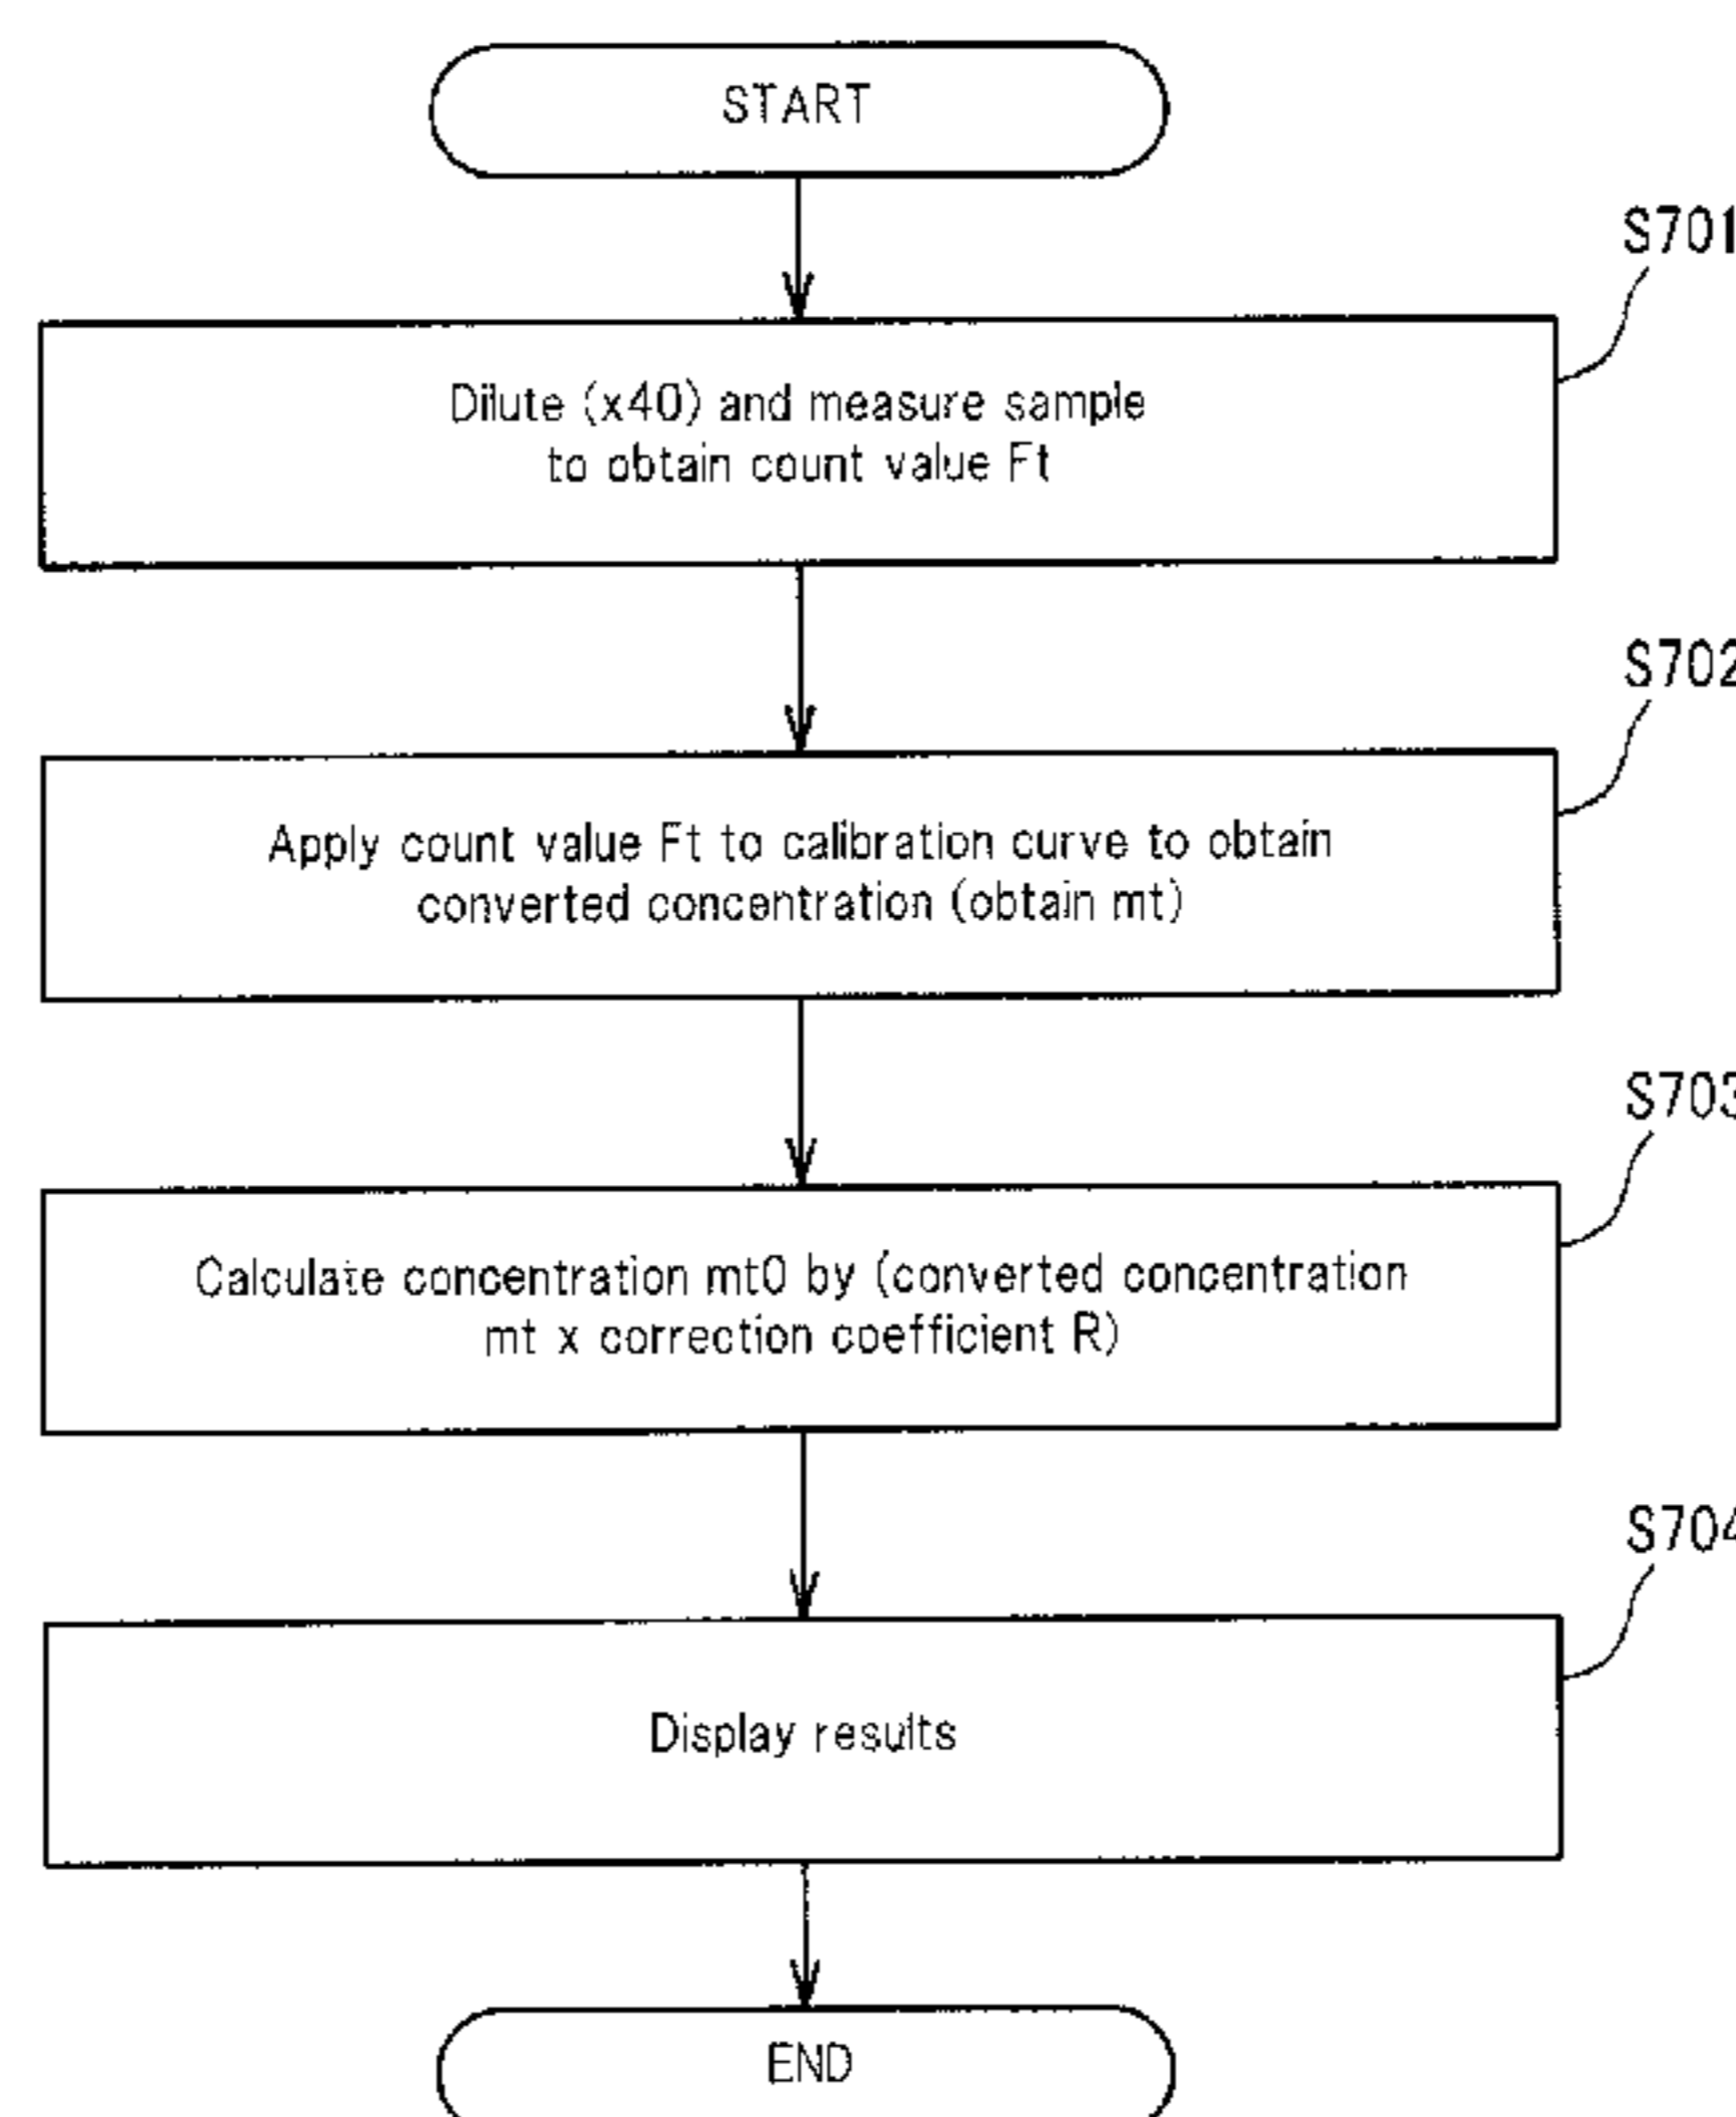 START
S701
Dilute (x40) and measure sample
to obtain count value Ft
S702
Apply count value Ft to calibration curve to obtain
converted concentration (obtain mt)
S703
Calculate concentration mt0 by (converted concentration
mt x correction coefficient R)
S704
Display results
END